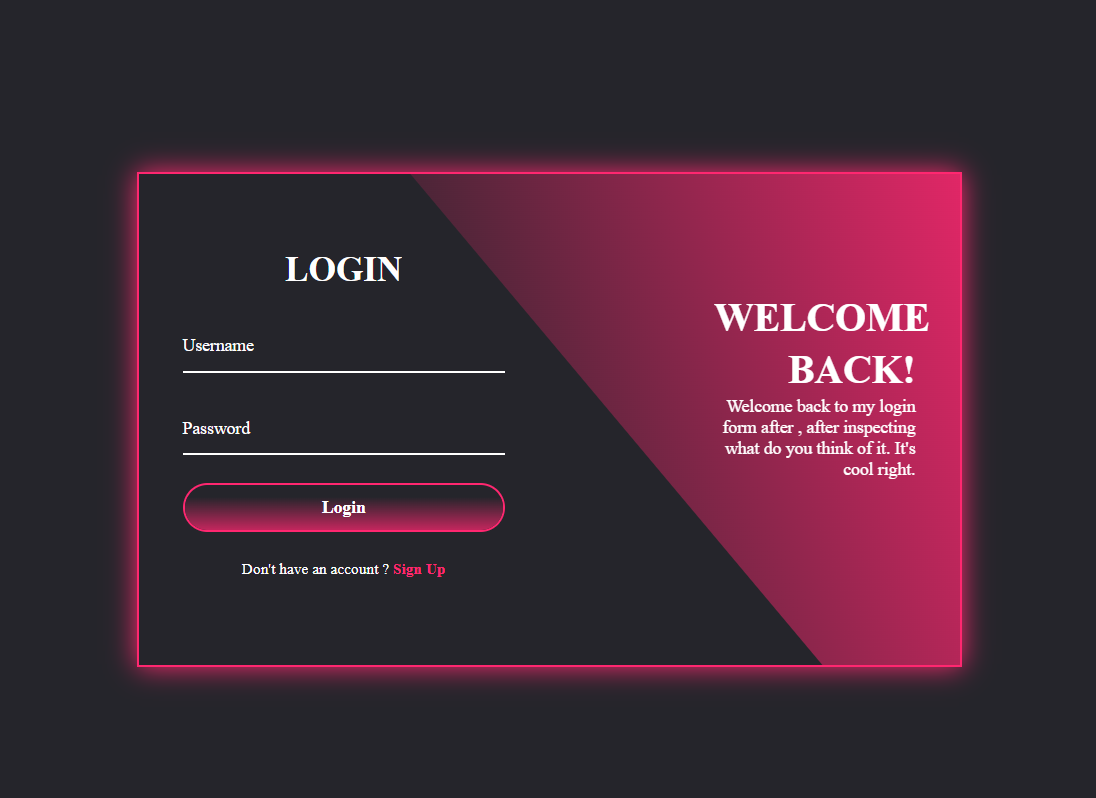 LOGIN
Username
Password
Login
Don't have an account ? Sign Up
WELCOME
BACK!
Welcome back to my login
form after , after inspecting
what do you think of it. It's
cool right.